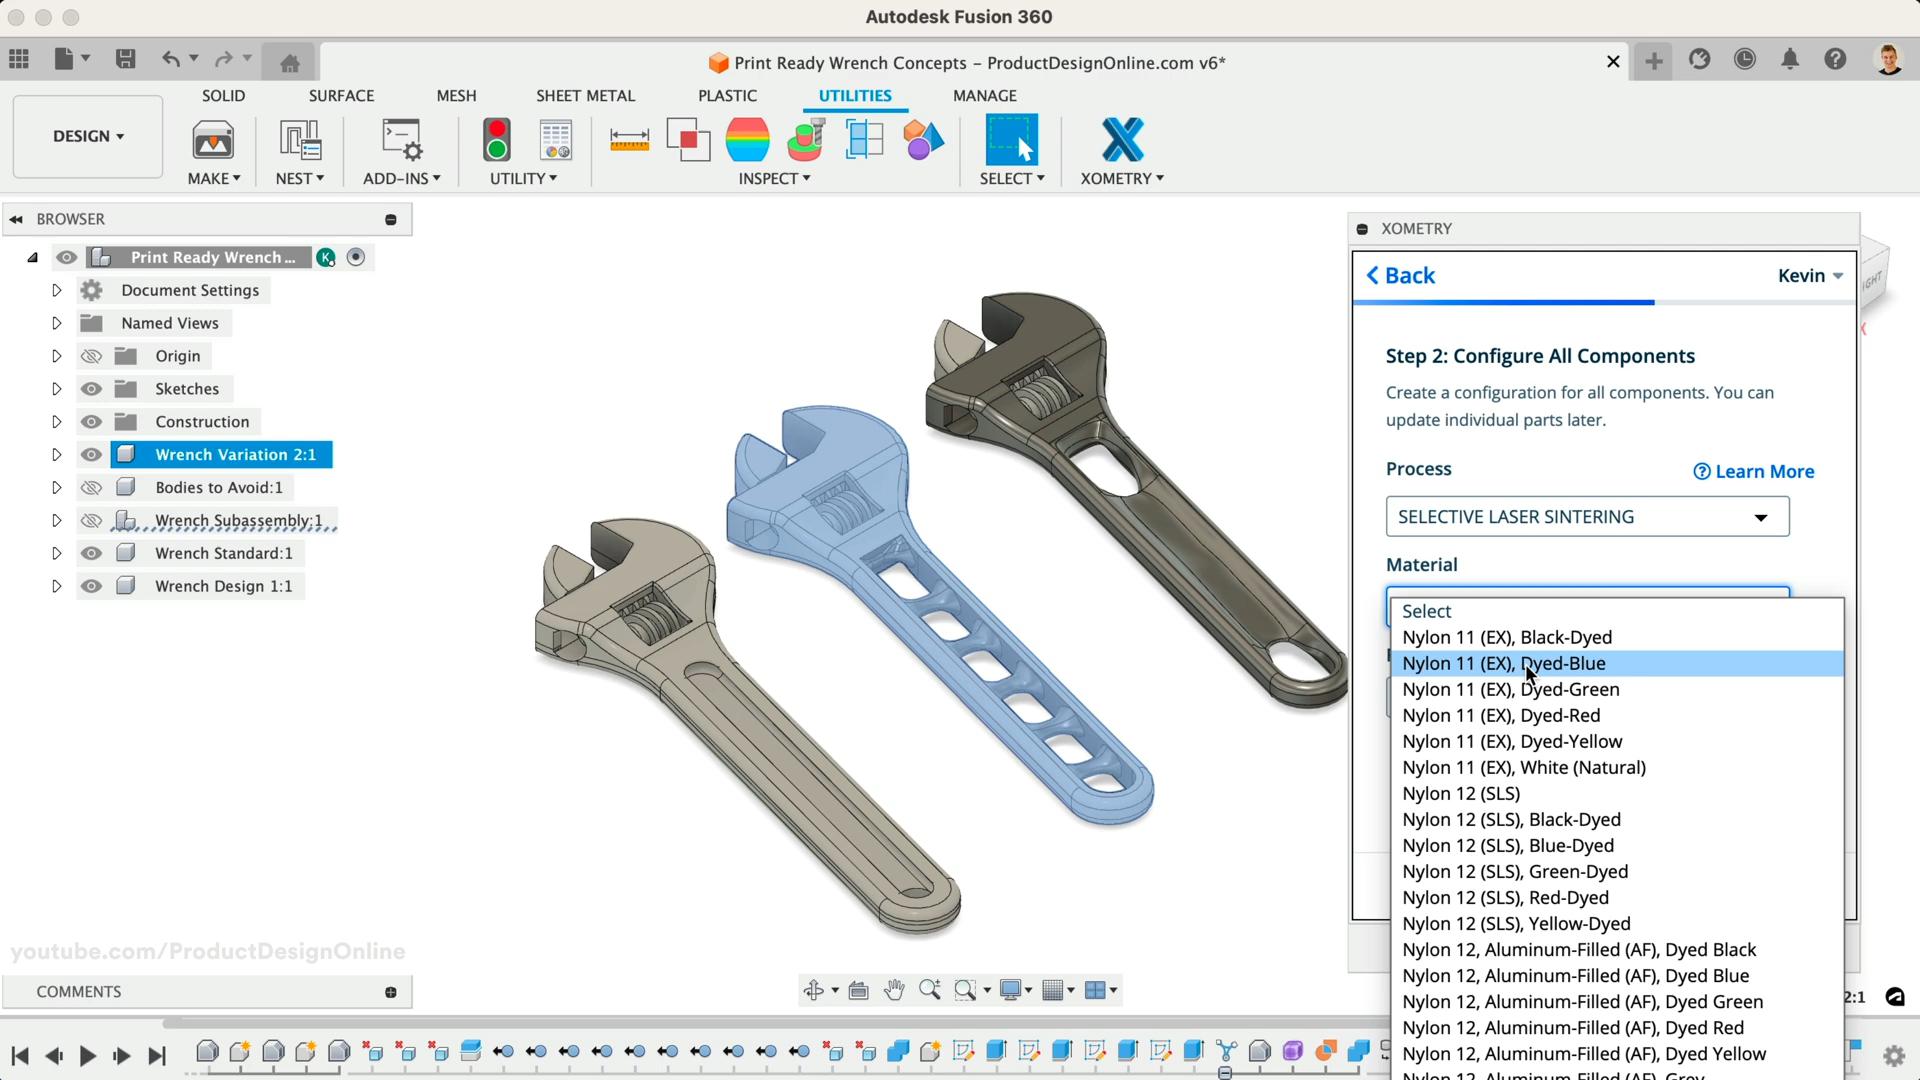 Autodesk Fusion 360
Print Ready Wrench Concepts – ProductDesignOnline.com v6*
DESIGN
SOLID
SURFACE
MESH
SHEET METAL
PLASTIC
UTILITIES
MANAGE
MAKE
NEST
ADD-INS
UTILITY
INSPECT
SELECT
XOMETRY
BROWSER
Print Ready Wrench ...
K
Document Settings
Named Views
Origin
Sketches
Construction
Wrench Variation 2:1
Bodies to Avoid:1
Wrench Subassembly:1
Wrench Standard:1
Wrench Design 1:1
XOMETRY
Back
Kevin
Step 2: Configure All Components
Create a configuration for all components. You can
update individual parts later.
Process
Learn More
SELECTIVE LASER SINTERING
Material
Select
Nylon 11 (EX), Black-Dyed
Nylon 11 (EX), Dyed-Blue
Nylon 11 (EX), Dyed-Green
Nylon 11 (EX), Dyed-Red
Nylon 11 (EX), Dyed-Yellow
Nylon 11 (EX), White (Natural)
Nylon 12 (SLS)
Nylon 12 (SLS), Black-Dyed
Nylon 12 (SLS), Blue-Dyed
Nylon 12 (SLS), Green-Dyed
Nylon 12 (SLS), Red-Dyed
Nylon 12 (SLS), Yellow-Dyed
Nylon 12, Aluminum-Filled (AF), Dyed Black
Nylon 12, Aluminum-Filled (AF), Dyed Blue
Nylon 12, Aluminum-Filled (AF), Dyed Green
Nylon 12, Aluminum-Filled (AF), Dyed Red
Nylon 12, Aluminum-Filled (AF), Dyed Yellow
Nylon 12, Aluminum-Filled (AF), Grey
IGHT
X
youtube.com/ProductDesignOnline
COMMENTS
2:1